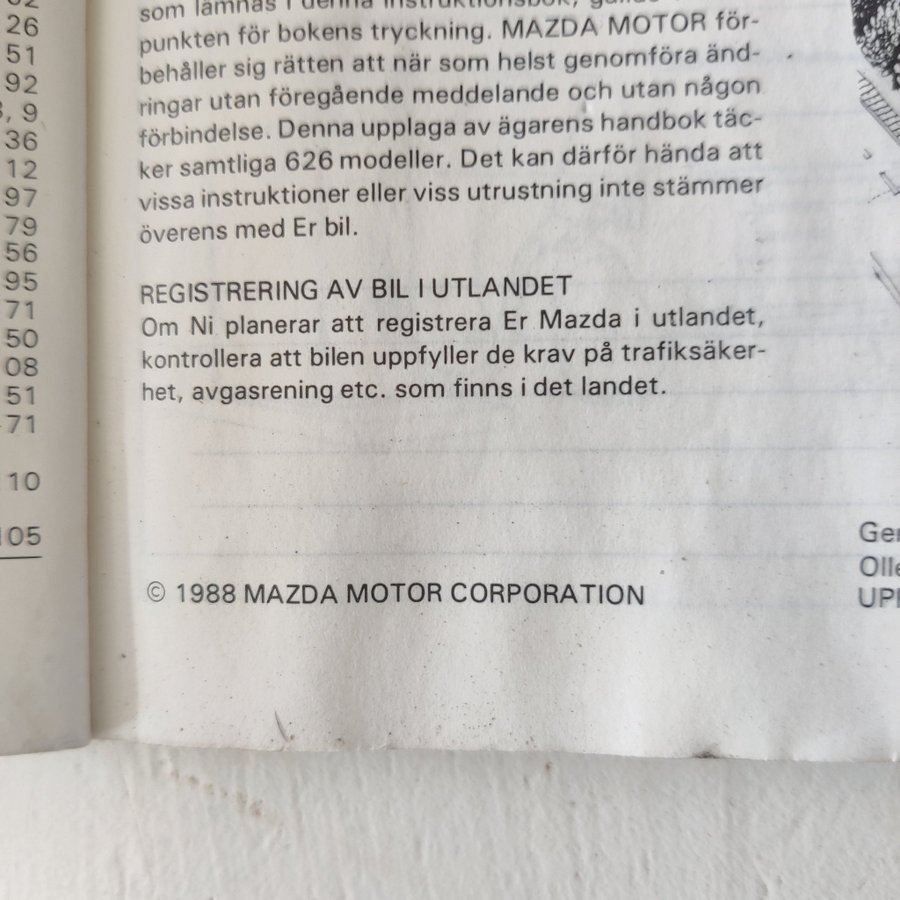 26
51
92
9
36
12
97
79
56
95
71
50
08
51
71
10
105
som lämnas i denna instruktionsbok,
punkten för bokens tryckning. MAZDA MOTOR för-
behåller sig rätten att när som helst genomföra änd-
ringar utan föregående meddelande och utan någon
förbindelse. Denna upplaga av ägarens handbok täc-
ker samtliga 626 modeller. Det kan därför hända att
vissa instruktioner eller viss utrustning inte stämmer
överens med Er bil.
REGISTRERING AV BIL I UTLANDET
Om Ni planerar att registrera Er Mazda i utlandet,
kontrollera att bilen uppfyller de krav på trafiksäker-
het, avgasrening etc. som finns i det landet.
© 1988 MAZDA MOTOR CORPORATION